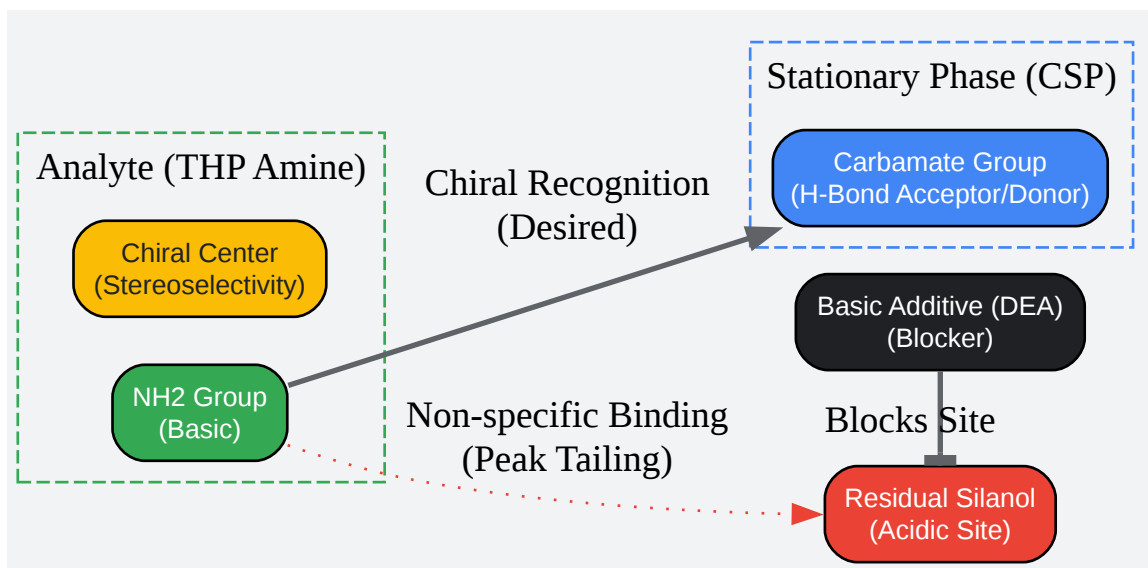 Stationary Phase (CSP)
Carbamate Group
(H-Bond Acceptor/Donor)
Analyte (THP Amine)
Chiral Center
(Stereoselectivity)
NH2 Group
(Basic)
Chiral Recognition
(Desired)
Basic Additive (DEA)
(Blocker)
Non-specific Binding
(Peak Tailing)
Blocks Site
Residual Silanol
(Acidic Site)